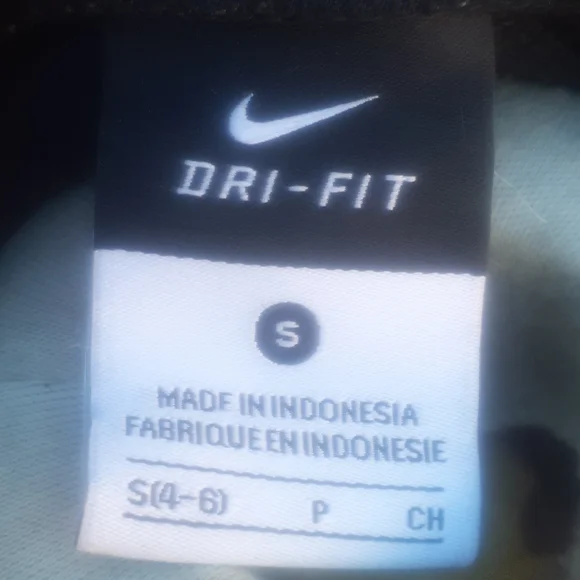 DRI-FIT
S
MADE IN INDONESIA
FABRIQUE EN INDONESIE
S(4-6) P CH